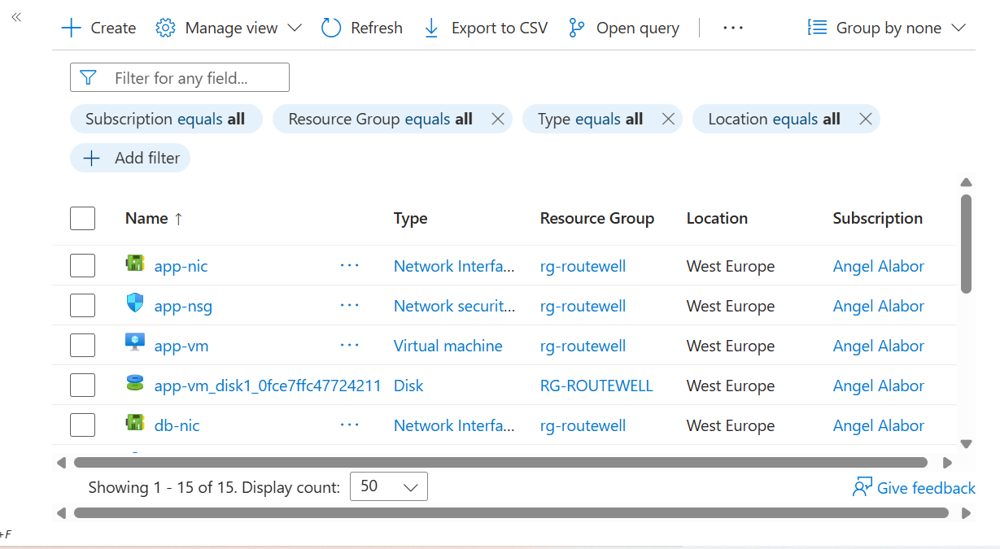 Create Manage view Refresh Export to CSV Open query Group by none
Filter for any field...
Subscription equals all Resource Group equals all Type equals all Location equals all
Add filter
Name ↑ Type Resource Group Location Subscription
app-nic ... Network Interfa... rg-routewell West Europe Angel Alabor
app-nsg ... Network securit... rg-routewell West Europe Angel Alabor
app-vm ... Virtual machine rg-routewell West Europe Angel Alabor
app-vm_disk1_0fce7ffc47724211 Disk RG-ROUTEWELL West Europe Angel Alabor
db-nic ... Network Interfa... rg-routewell West Europe Angel Alabor
Showing 1 - 15 of 15. Display count: 50
Give feedback
+F